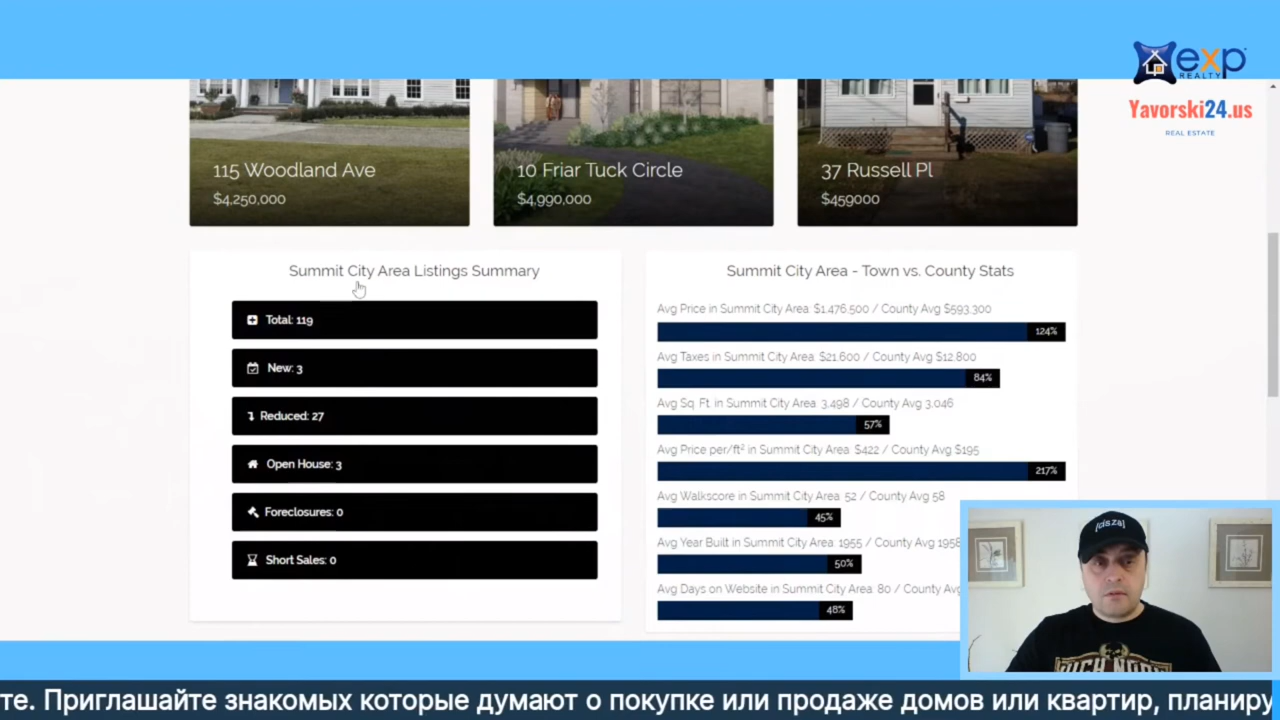 exp
REALTY
Yavorski24.us
REAL ESTATE
115 Woodland Ave
$4,250,000
10 Friar Tuck Circle
$4,990,000
37 Russell Pl
$459000
Summit City Area Listings Summary
Total: 119
New: 3
Reduced: 27
Open House: 3
Foreclosures: 0
Short Sales: 0
Summit City Area - Town vs. County Stats
Avg Price in Summit City Area: $1,476,500 / County Avg $593,300
124%
Avg Taxes in Summit City Area: $21,600 / County Avg $12,800
84%
Avg Sq. Ft. in Summit City Area: 3,498 / County Avg 3,046
57%
Avg Price per/ft² in Summit City Area: $422 / County Avg $195
217%
Avg Walkscore in Summit City Area: 52 / County Avg 58
45%
Avg Year Built in Summit City Area: 1955 / County Avg 1958
50%
Avg Days on Website in Summit City Area: 80 / County Avg
48%
[cisza]
те. Приглашайте знакомых которые думают о покупке или продаже домов или квартир, планиру